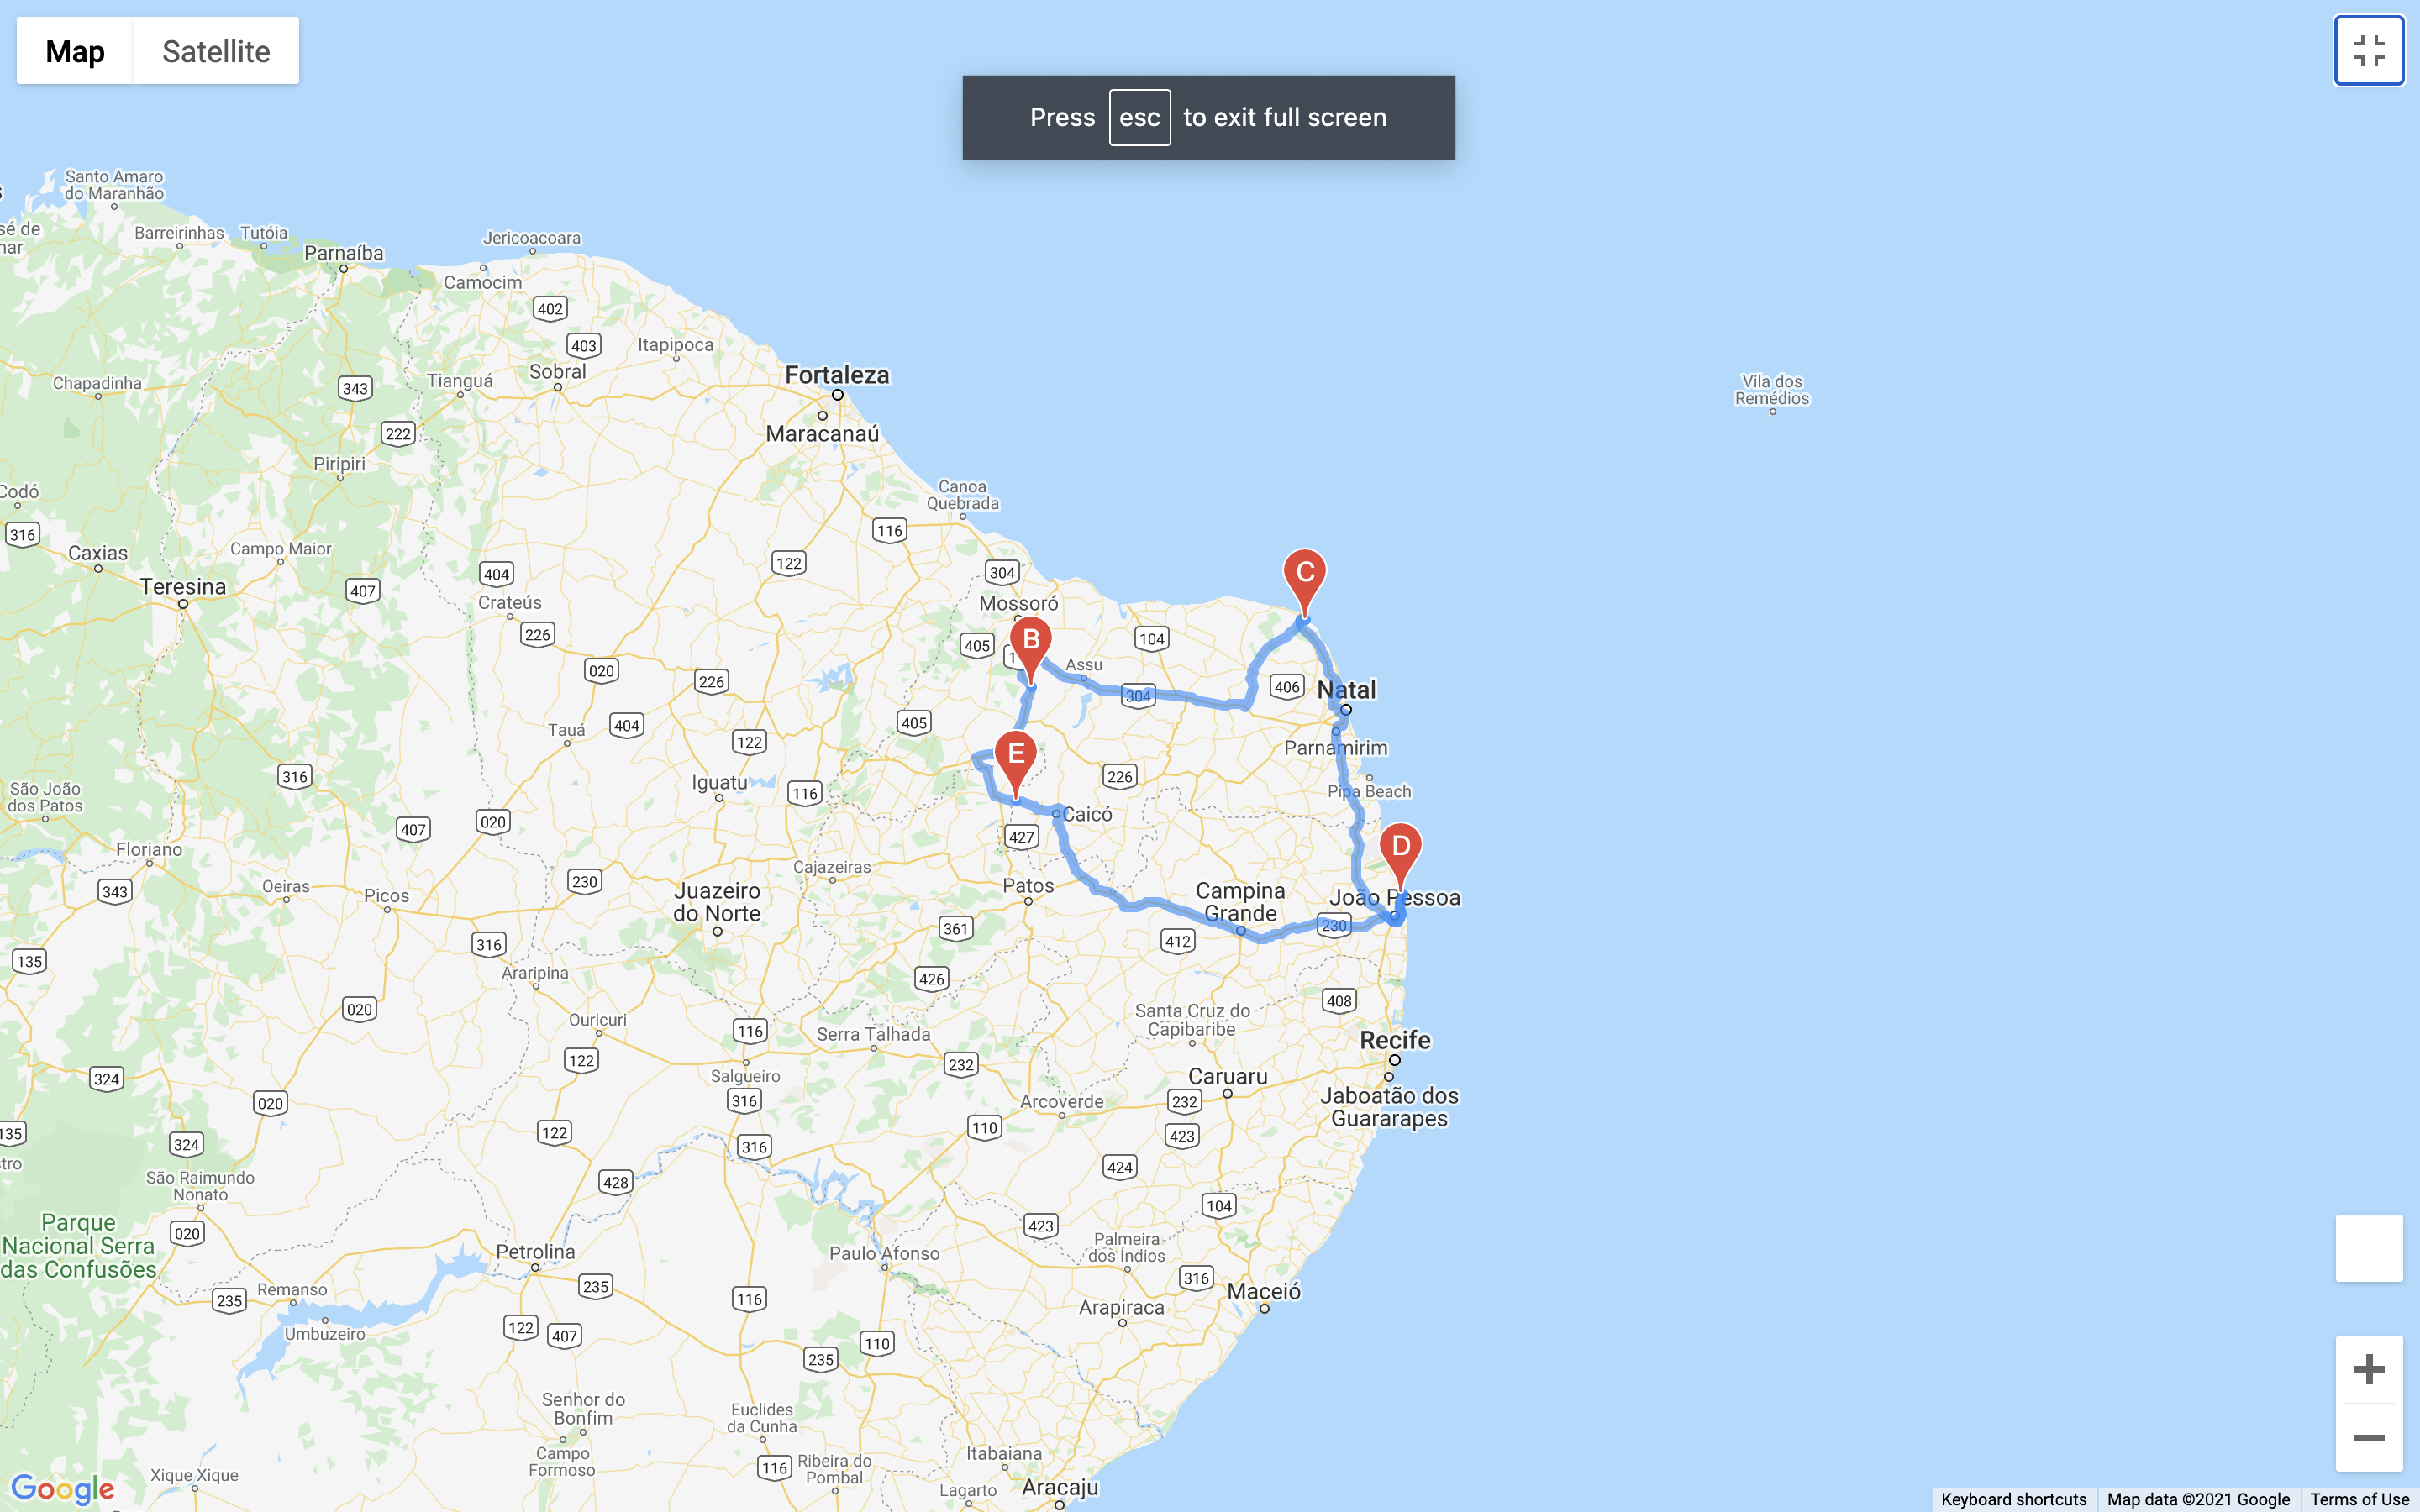 Map
Satellite
Press esc to exit full screen
Santo Amaro
do Maranhão
Barreirinhas
Tutóia
Parnaíba
Jericoacoara
Camocim
402
403
Itapipoca
Chapadinha
343
Tianguá
Sobral
Fortaleza
Maracanaú
Vila dos
Remédios
222
Piripiri
Codó
316
Caxias
Campo Maior
Teresina
407
404
Crateús
226
020
122
116
Canoa
Quebrada
304
Mossoró
405
B
C
104
Assu
304
406
Natal
Parnamirim
Pipa Beach
226
404
Tauá
226
122
405
E
226
Caicó
427
316
Iguatu
116
São João
dos Patos
407
020
Floriano
343
Oeiras
Picos
230
Cajazeiras
Juazeiro
do Norte
Patos
Campina
Grande
D
João Pessoa
230
412
361
316
135
Araripina
426
020
Ouricuri
116
Serra Talhada
Santa Cruz do
Capibaribe
408
Recife
Jaboatão dos
Guararapes
122
Salgueiro
232
Caruaru
324
020
316
Arcoverde
232
110
423
122
316
135
324
São Raimundo
Nonato
428
424
104
020
423
Parque
Nacional Serra
das Confusões
Petrolina
Paulo Afonso
Palmeira
dos Índios
316
Maceió
235
Remanso
235
116
Arapiraca
Umbuzeiro
122
407
110
235
Senhor do
Bonfim
Euclides
da Cunha
Campo
Formoso
116
Ribeira do
Pombal
Itabaiana
Xique Xique
Lagarto
Aracaju
Google
Keyboard shortcuts
Map data ©2021 Google
Terms of Use